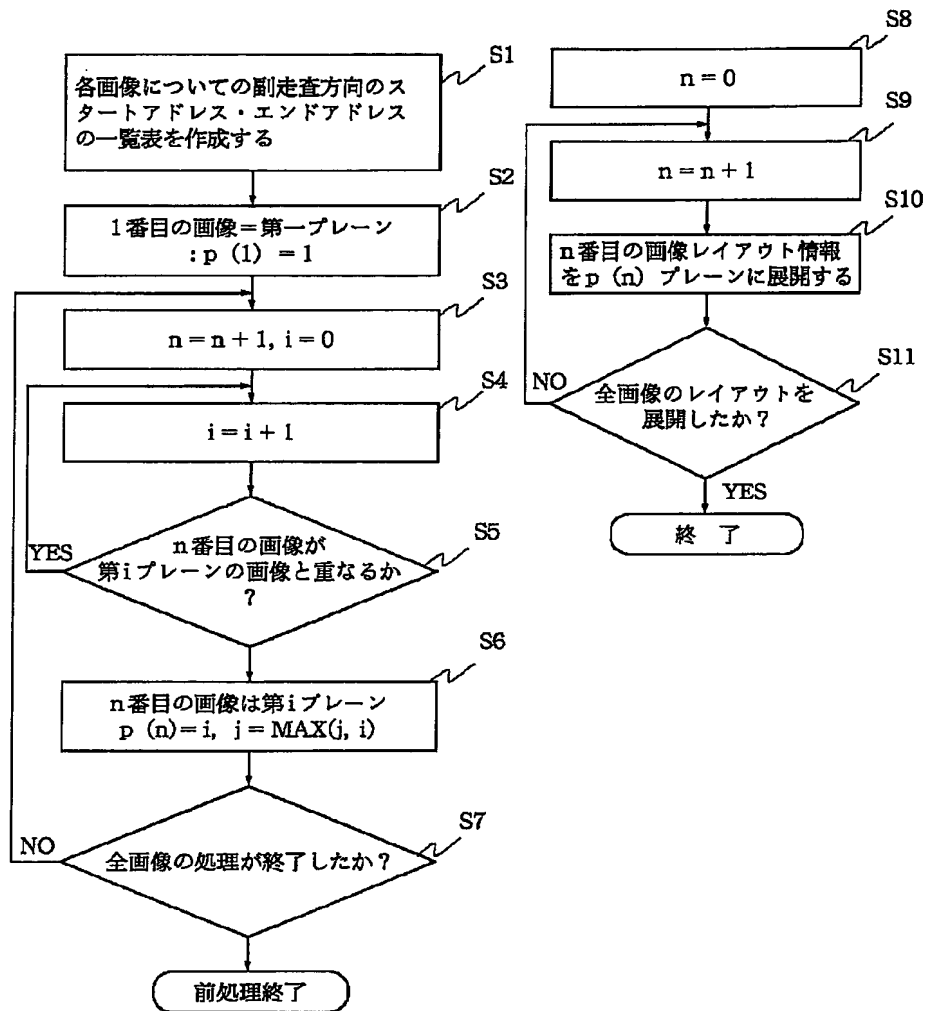 S1
各画像についての副走査方向のス
タートアドレス・エンドアドレス
の一覧表を作成する
S2
1番目の画像＝第一プレーン
：p（1）＝1
S3
n＝n＋1, i＝0
S4
i＝i＋1
S5
n番目の画像が
第iプレーンの画像と重なるか
？
YES
S6
n番目の画像は第iプレーン
p（n）＝i, j＝MAX(j, i)
S7
全画像の処理が終了したか？
NO
前処理終了
S8
n＝0
S9
n＝n＋1
S10
n番目の画像レイアウト情報
をp（n）プレーンに展開する
S11
全画像のレイアウトを
展開したか？
NO
YES
終 了